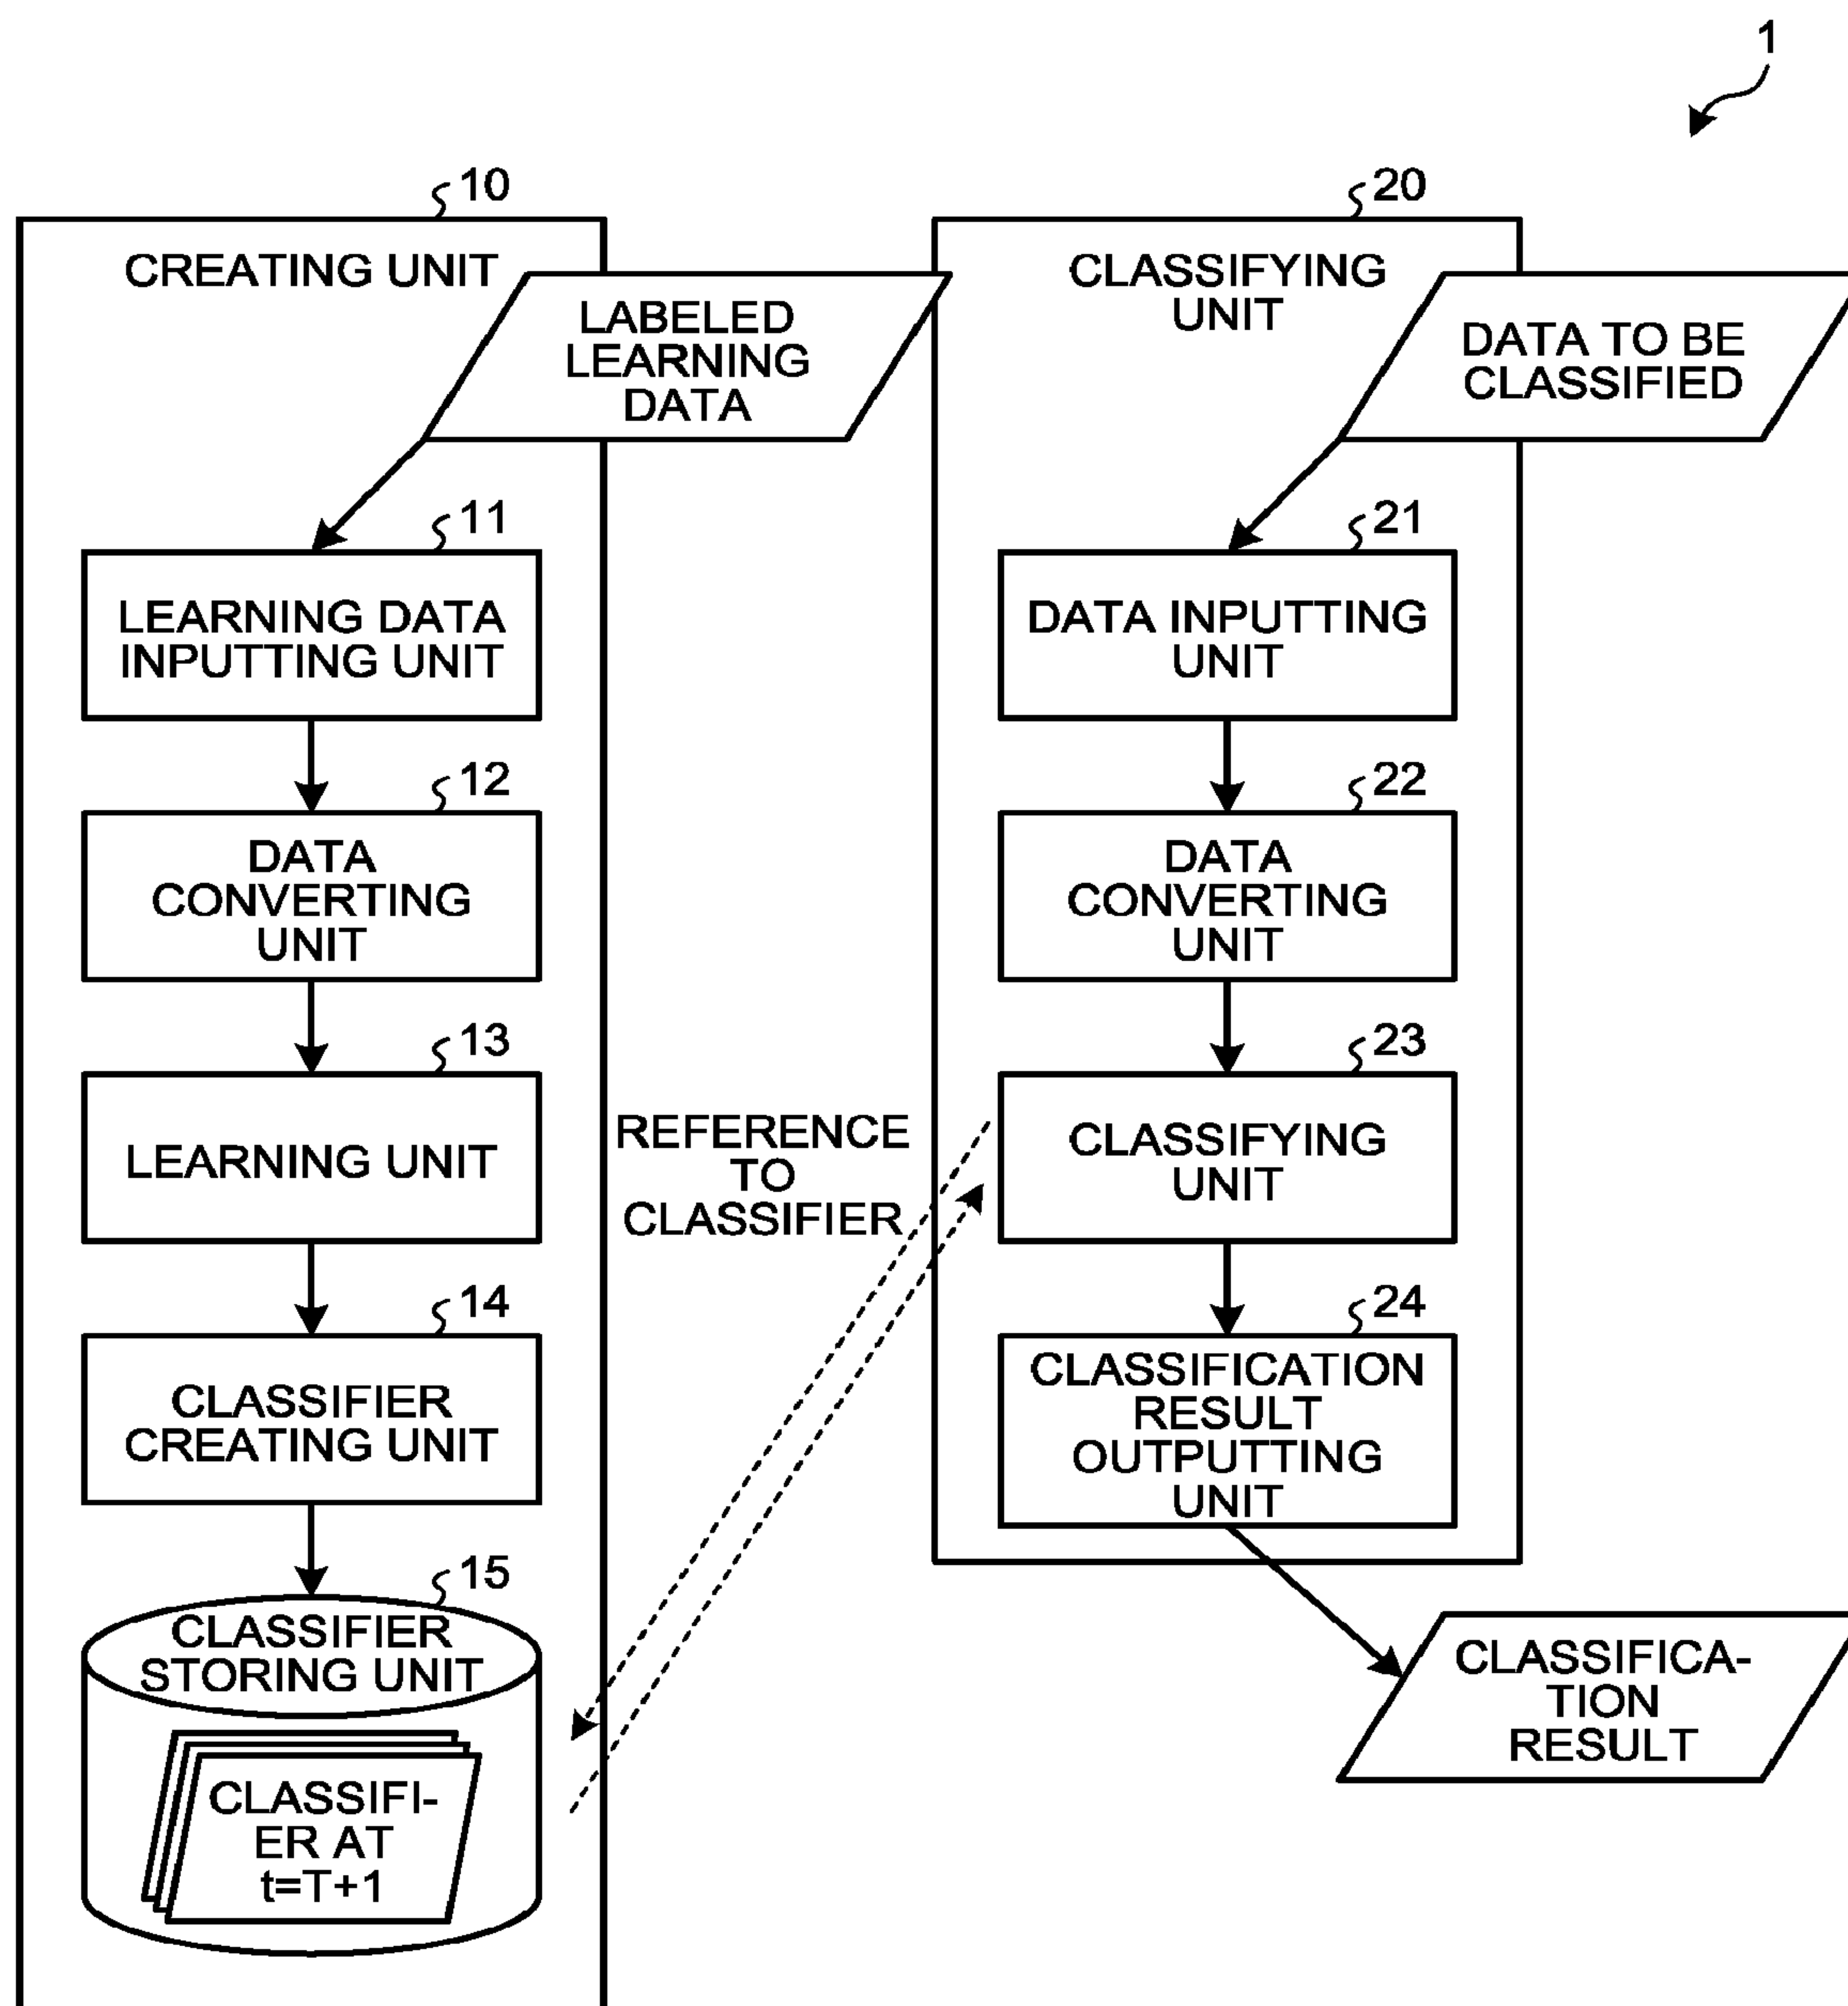 1
10
CREATING UNIT
LABELED
LEARNING
DATA
11
LEARNING DATA
INPUTTING UNIT
12
DATA
CONVERTING
UNIT
13
LEARNING UNIT
14
CLASSIFIER
CREATING UNIT
15
CLASSIFIER
STORING UNIT
CLASSIFI-
ER AT
t=T+1
REFERENCE
TO
CLASSIFIER
20
CLASSIFYING
UNIT
DATA TO BE
CLASSIFIED
21
DATA INPUTTING
UNIT
22
DATA
CONVERTING
UNIT
23
CLASSIFYING
UNIT
24
CLASSIFICATION
RESULT
OUTPUTTING
UNIT
CLASSIFICA-
TION
RESULT